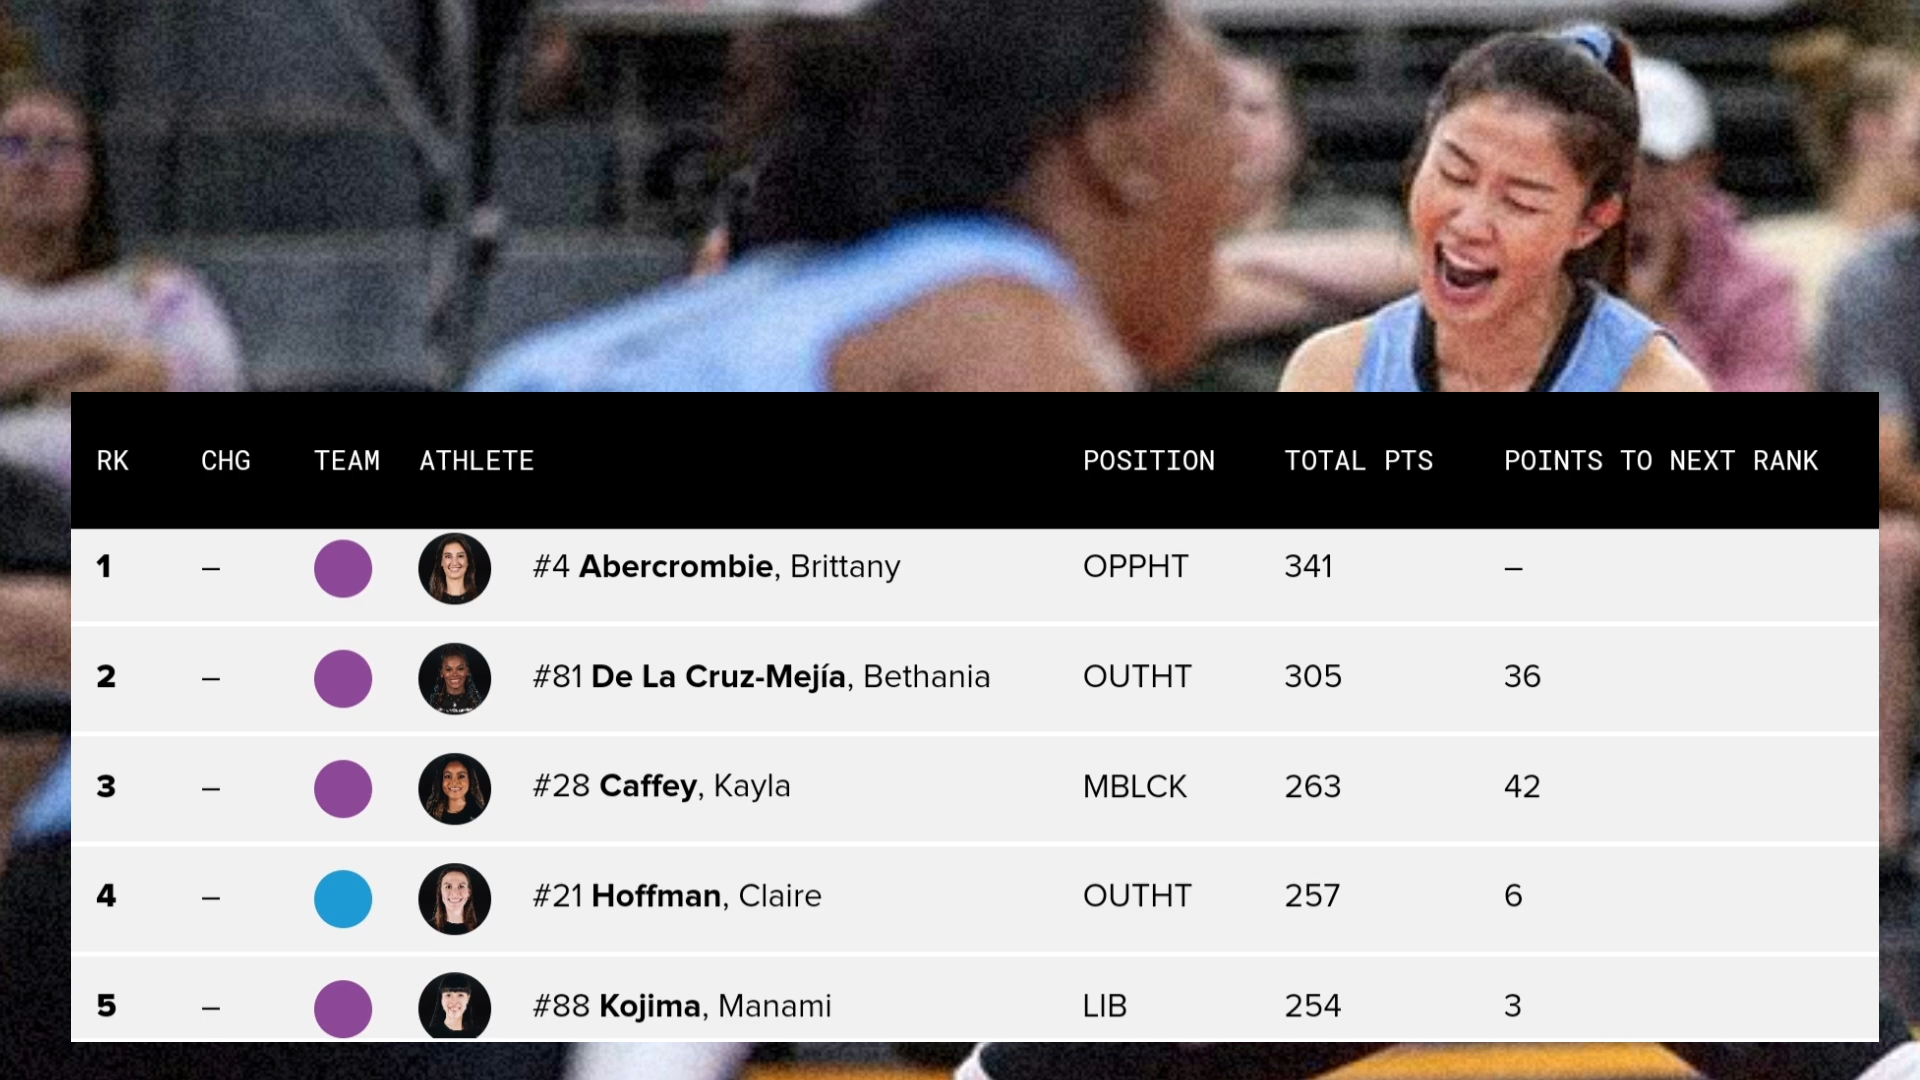 RK CHG TEAM ATHLETE POSITION TOTAL PTS POINTS TO NEXT RANK
1 – #4 Abercrombie, Brittany OPPHT 341 –
2 – #81 De La Cruz-Mejía, Bethania OUTHT 305 36
3 – #28 Caffey, Kayla MBLCK 263 42
4 – #21 Hoffman, Claire OUTHT 257 6
5 – #88 Kojima, Manami LIB 254 3